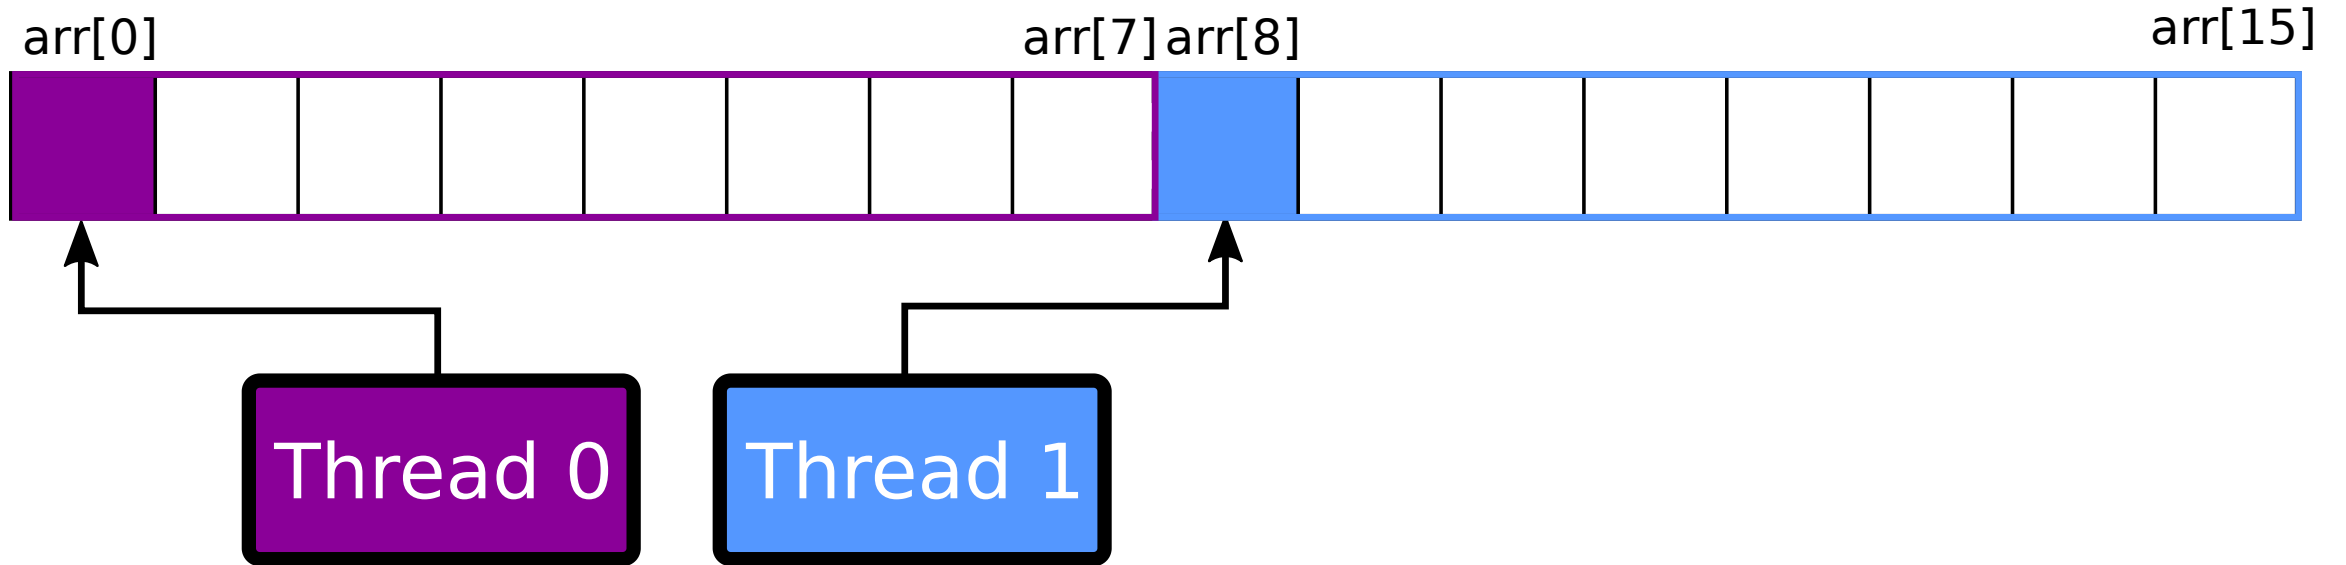 arr[0] arr[7] arr[8] arr[15]
Thread 0 Thread 1